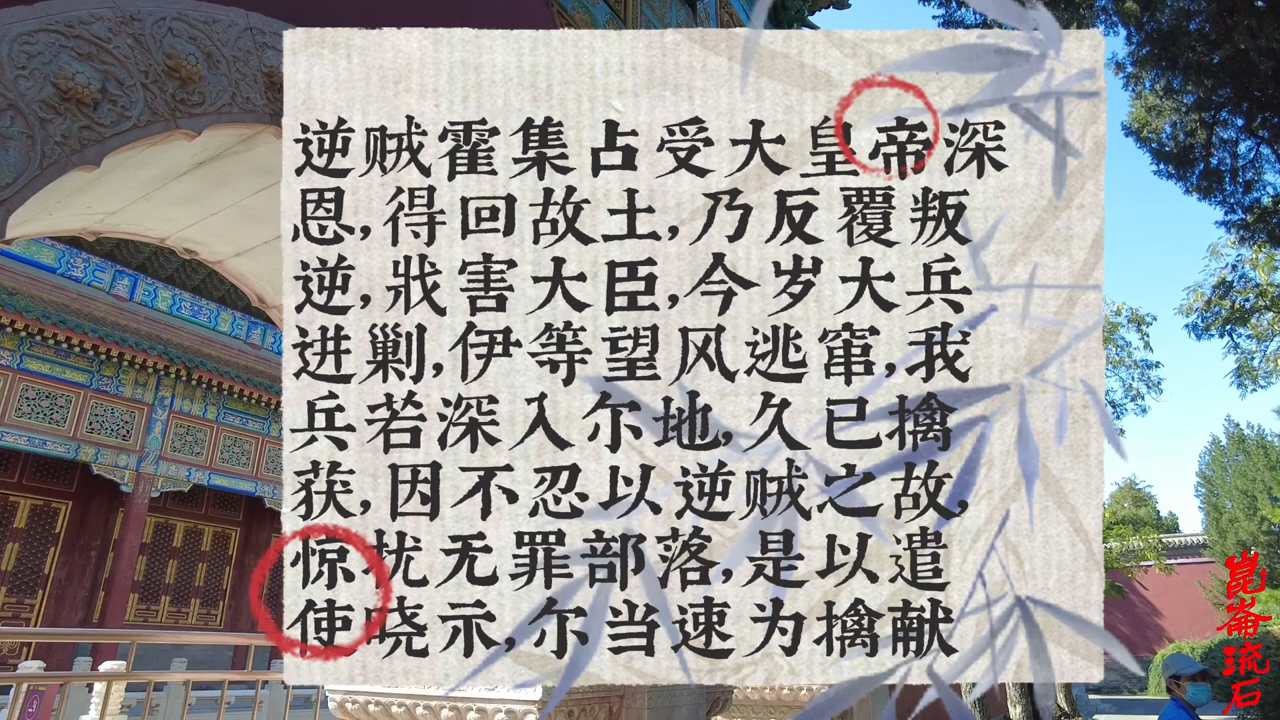 逆贼霍集占受大皇帝深
恩,得回故土,乃反覆叛
逆,戕害大臣,今岁大兵
进剿,伊等望风逃窜,我
兵若深入尔地,久已擒
获,因不忍以逆贼之故,
惊扰无罪部落,是以遣
使晓示,尔当速为擒献
崑崙流石